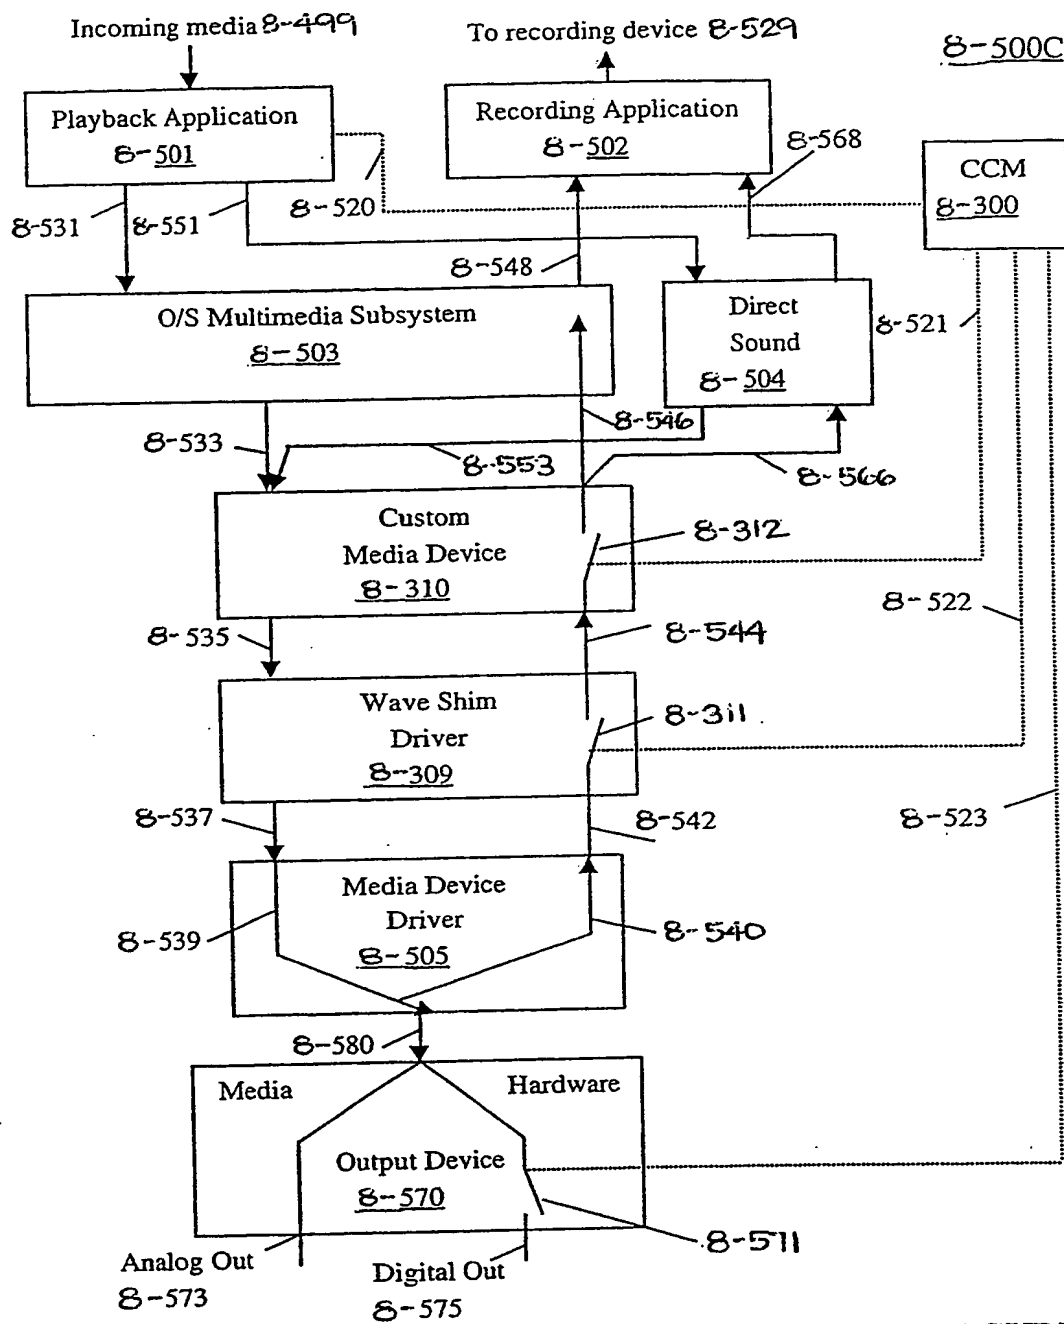 Incoming media 8-499
To recording device 8-529
8-500C
Playback Application
8-501
Recording Application
8-502
8-568
CCM
8-300
8-531
8-551
8-520
8-548
O/S Multimedia Subsystem
8-503
Direct
Sound
8-504
8-521
8-533
8-553
8-546
8-566
Custom
Media Device
8-310
8-312
8-522
8-535
8-544
Wave Shim
Driver
8-309
8-311
8-537
8-542
8-523
Media Device
Driver
8-505
8-539
8-540
8-580
Media
Hardware
Output Device
8-570
8-571
Analog Out
8-573
Digital Out
8-575